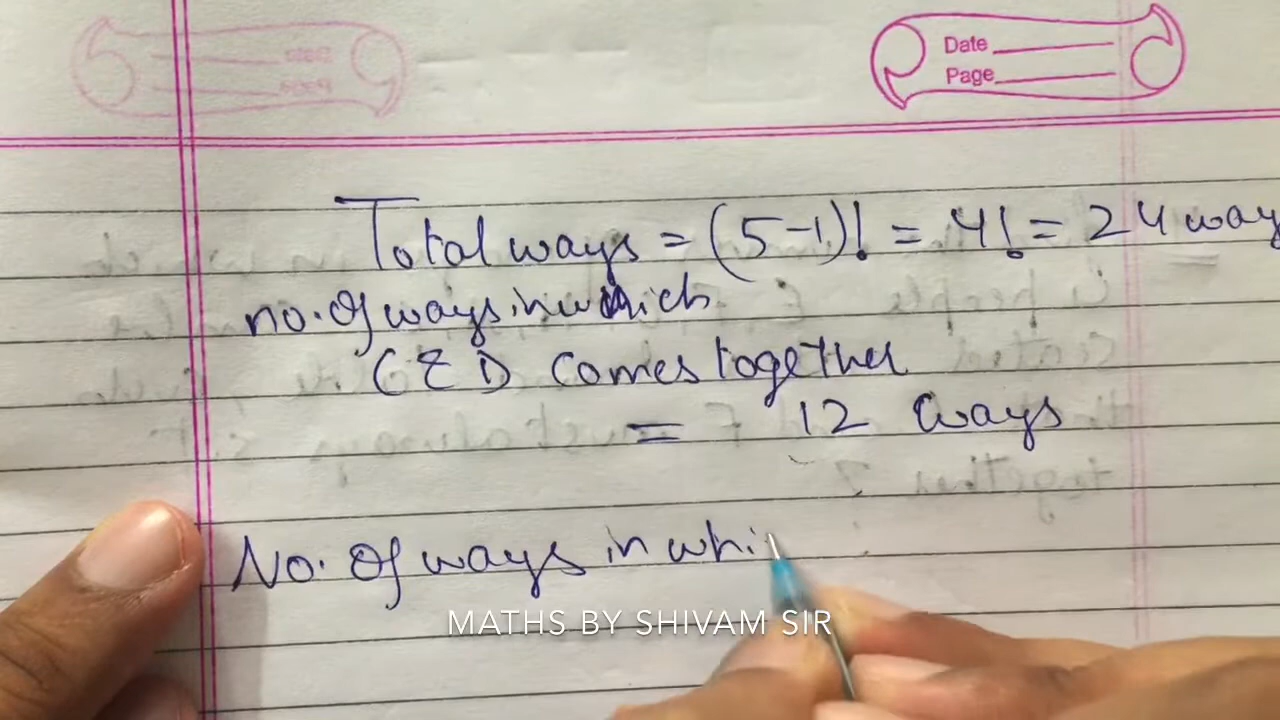 Date
Page
Total ways = (5-1)! = 4! = 24 way
no. of ways in which
C & D comes together
= 12 ways
No. of ways in whi
MATHS BY SHIVAM SIR